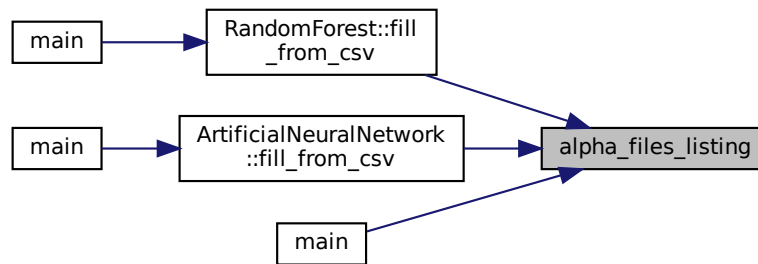 main
RandomForest::fill
_from_csv
main
ArtificialNeuralNetwork
::fill_from_csv
alpha_files_listing
main